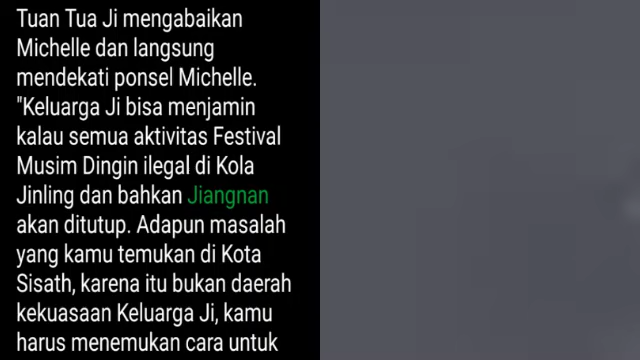 Tuan Tua Ji mengabaikan
Michelle dan langsung
mendekati ponsel Michelle.
"Keluarga Ji bisa menjamin
kalau semua aktivitas Festival
Musim Dingin ilegal di Kola
Jinling dan bahkan Jiangnan
akan ditutup. Adapun masalah
yang kamu temukan di Kota
Sisath, karena itu bukan daerah
kekuasaan Keluarga Ji, kamu
harus menemukan cara untuk